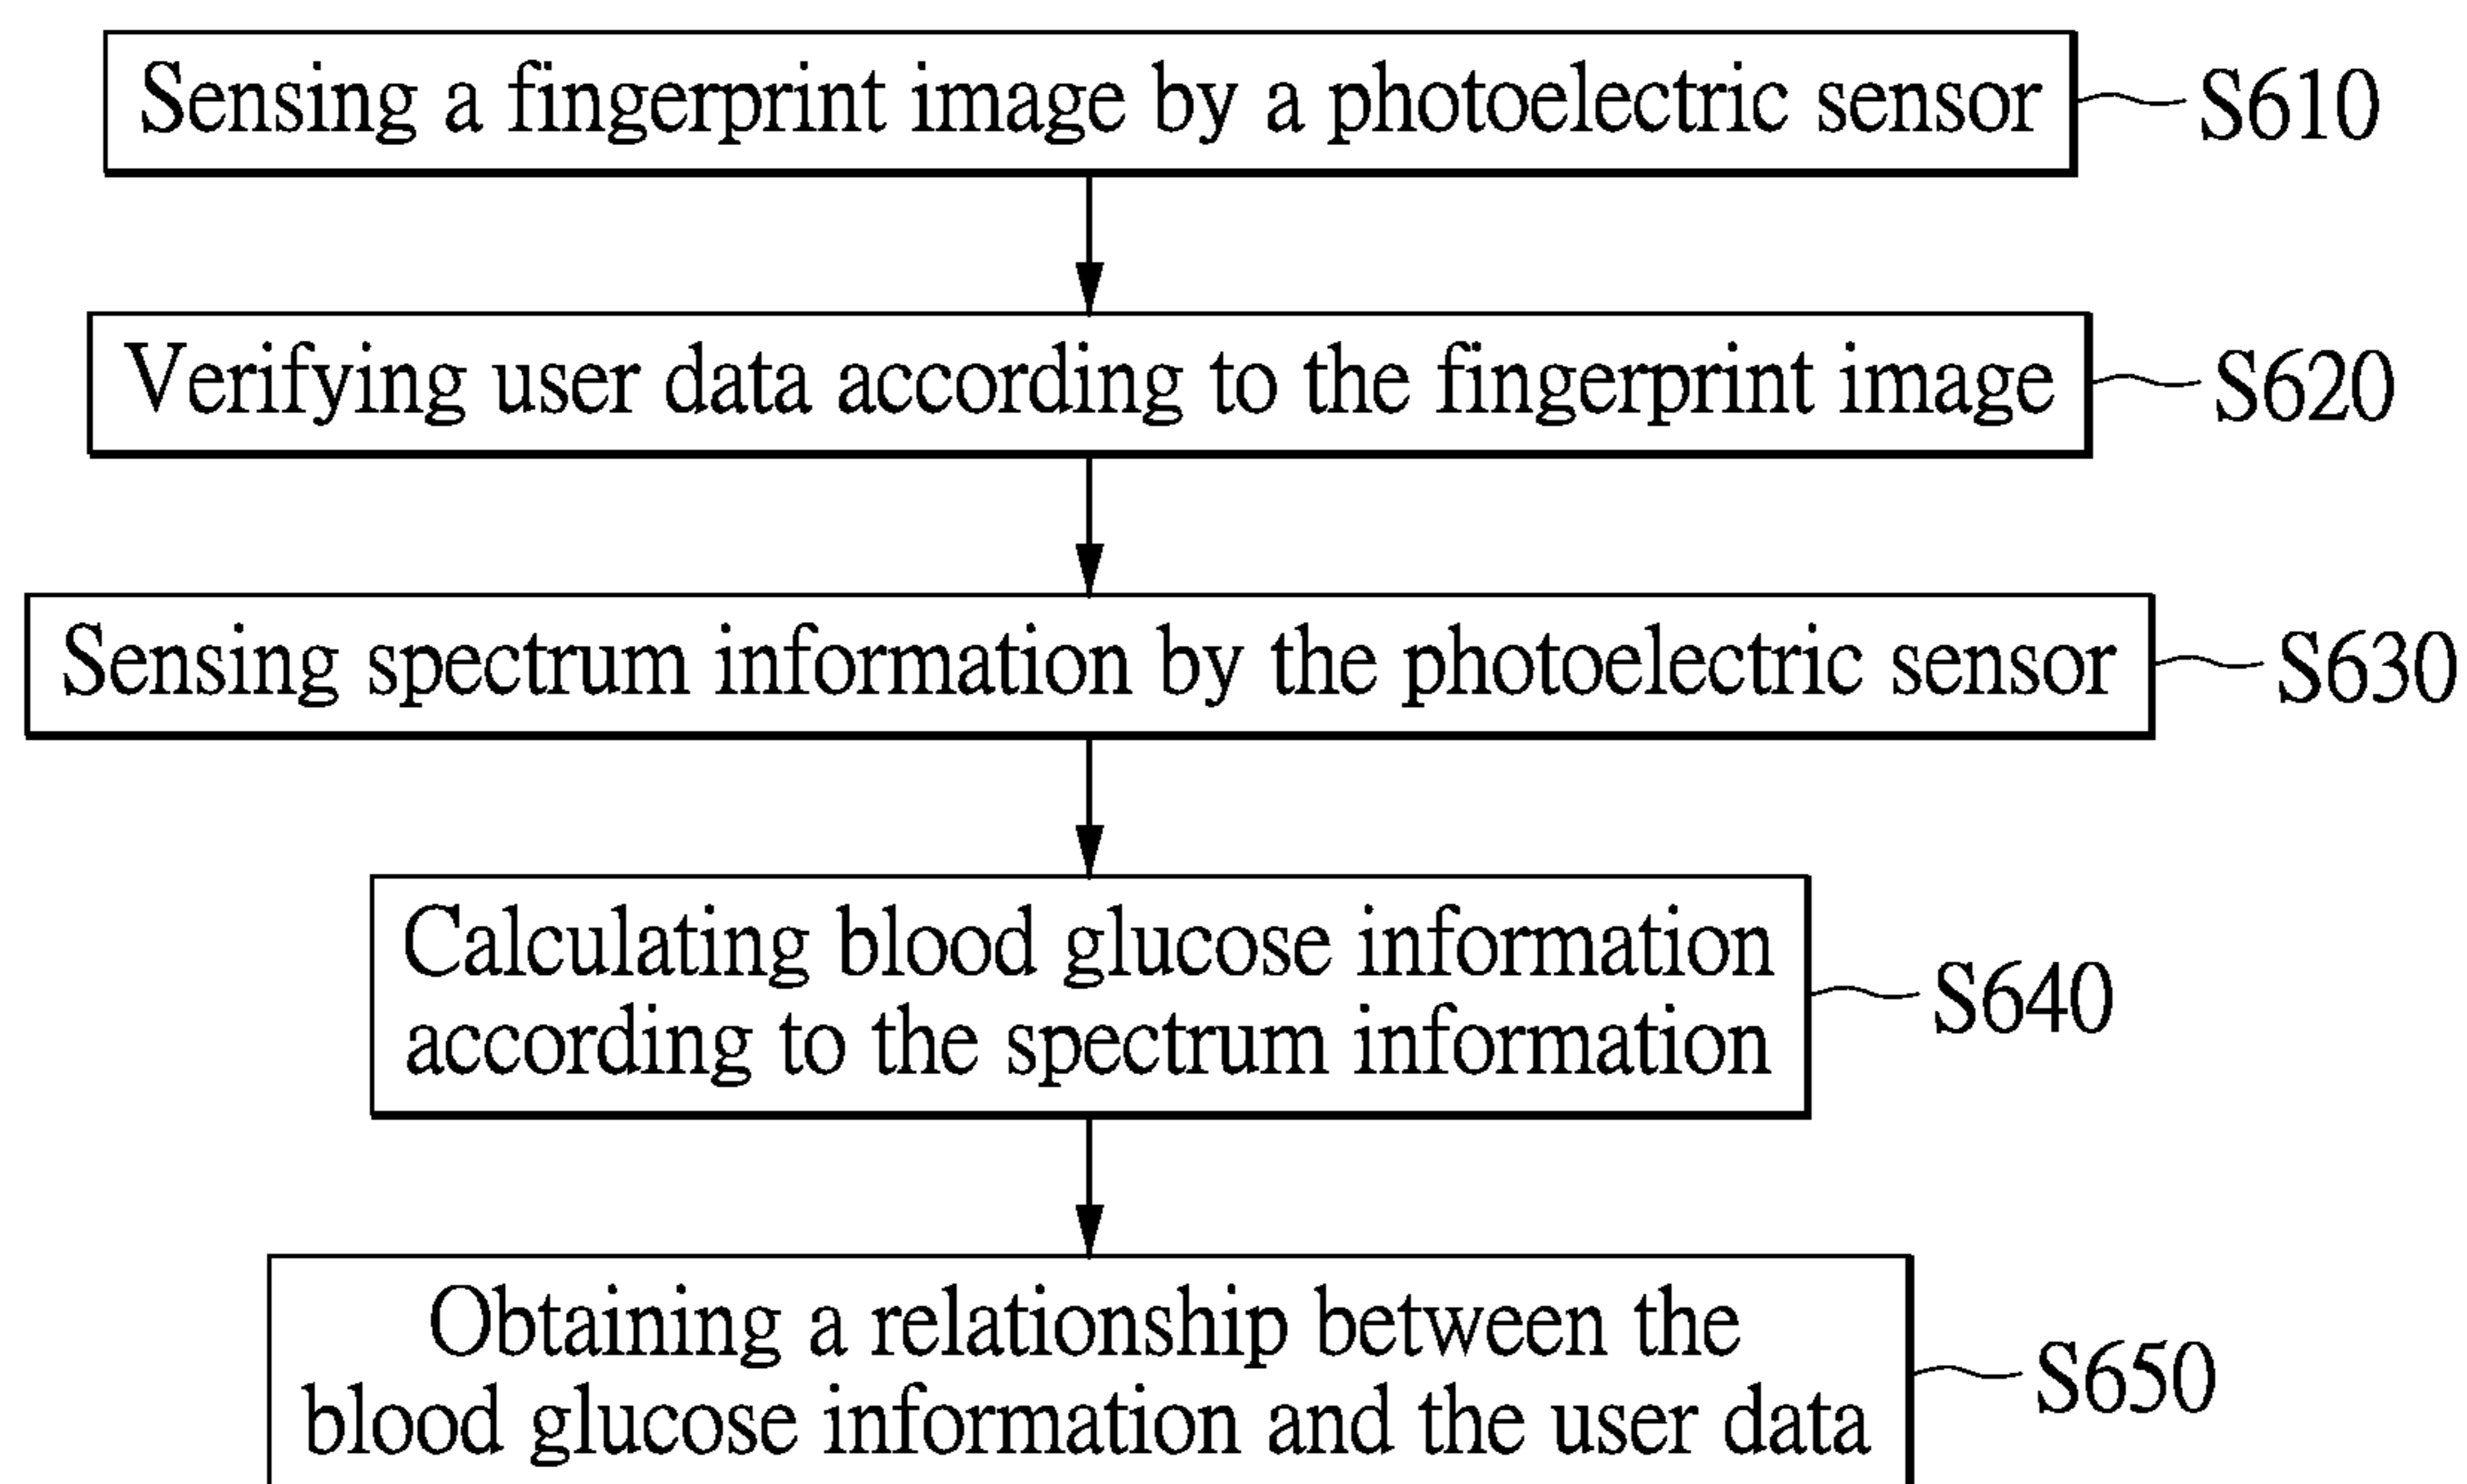 Sensing a fingerprint image by a photoelectric sensor S610
Verifying user data according to the fingerprint image S620
Sensing spectrum information by the photoelectric sensor S630
Calculating blood glucose information
according to the spectrum information
S640
Obtaining a relationship between the
blood glucose information and the user data
S650